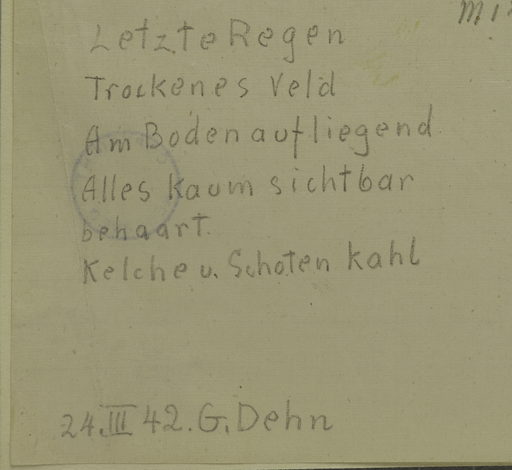 Letzte Regen
Trockenes Veld
Am Boden aufliegend
Alles kaum sichtbar
behaart.
Kelche u. Schoten kahl
24.III 42. G. Dehn